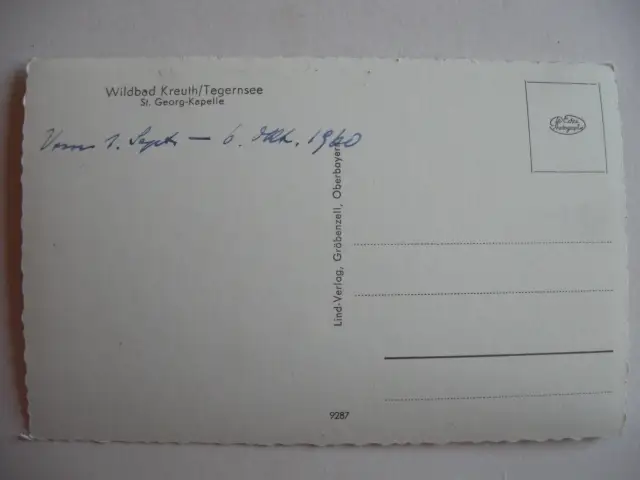 Wildbad Kreuth/Tegernsee
St. Georg-Kapelle
Vom 1. Sept. – 6. Okt. 1960
Lind-Verlag, Gröbenzell, Oberbayern
9287